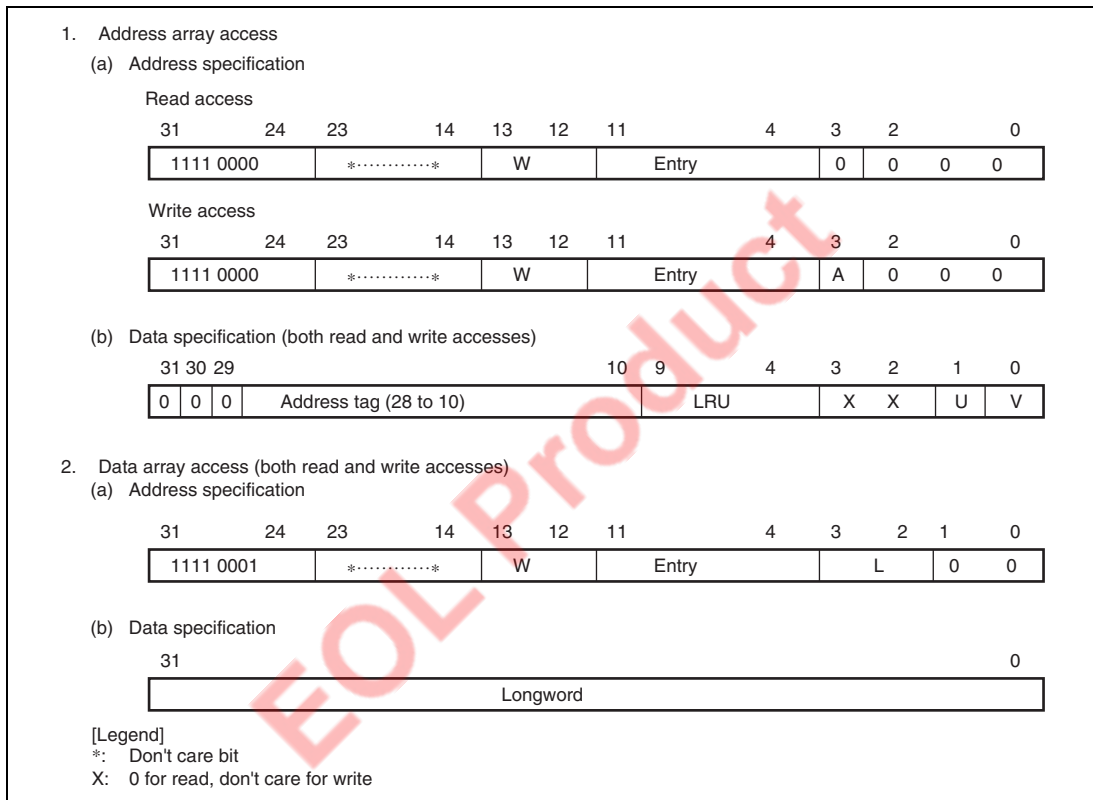 1. Address array access
(a) Address specification
Read access
31 24 23 14 13 12 11 4 3 2 0
1111 0000 *············* W Entry 0 0 0 0
Write access
31 24 23 14 13 12 11 4 3 2 0
1111 0000 *············* W Entry A 0 0 0
(b) Data specification (both read and write accesses)
31 30 29 10 9 4 3 2 1 0
0 0 0 Address tag (28 to 10) LRU X X U V
2. Data array access (both read and write accesses)
(a) Address specification
31 24 23 14 13 12 11 4 3 2 1 0
1111 0001 *············* W Entry L 0 0
(b) Data specification
31 0
Longword
[Legend]
*: Don't care bit
X: 0 for read, don't care for write
EOL Product